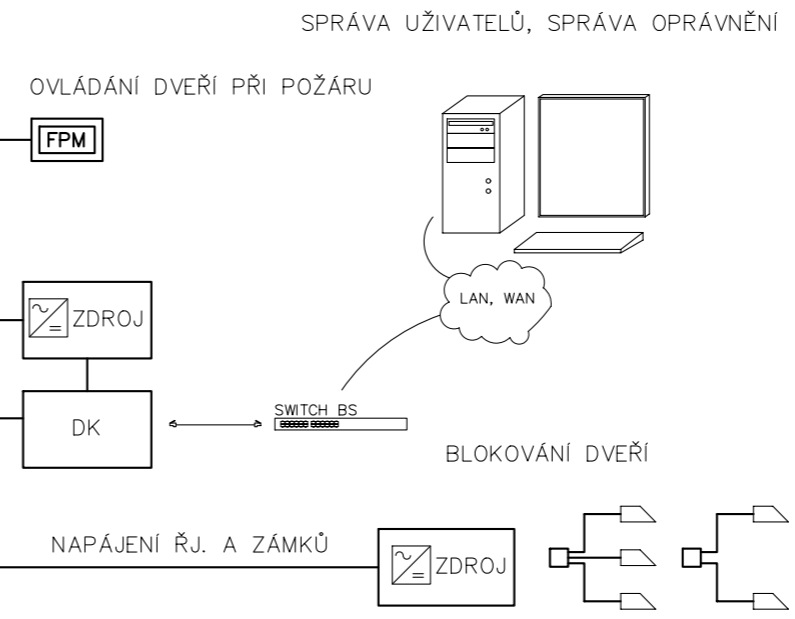 SPRÁVA UŽIVATELŮ, SPRÁVA OPRÁVNĚNÍ
OVLÁDÁNÍ DVEŘÍ PŘI POŽÁRU
FPM
LAN, WAN
ZDROJ
SWITCH BS
DK
BLOKOVÁNÍ DVEŘÍ
NAPÁJENÍ ŘJ. A ZÁMKŮ
ZDROJ